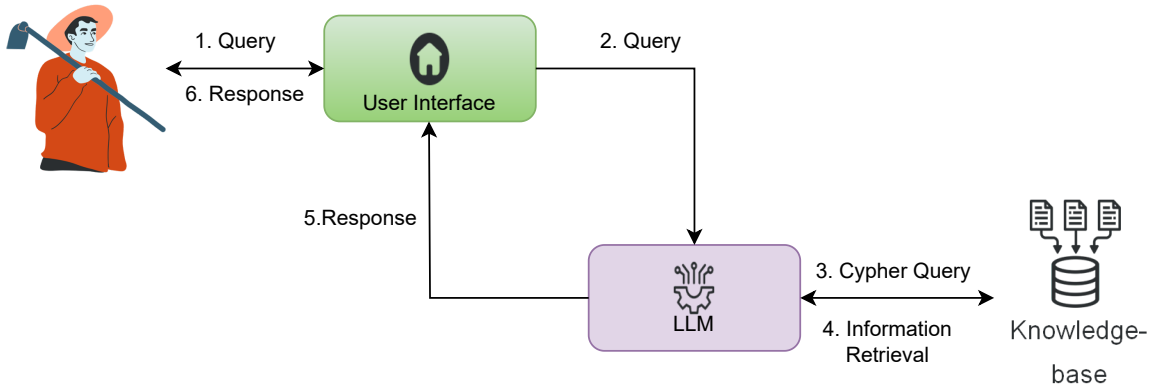 1. Query
6. Response
User Interface
2. Query
5.Response
LLM
3. Cypher Query
4. Information
Retrieval
Knowledge-
base